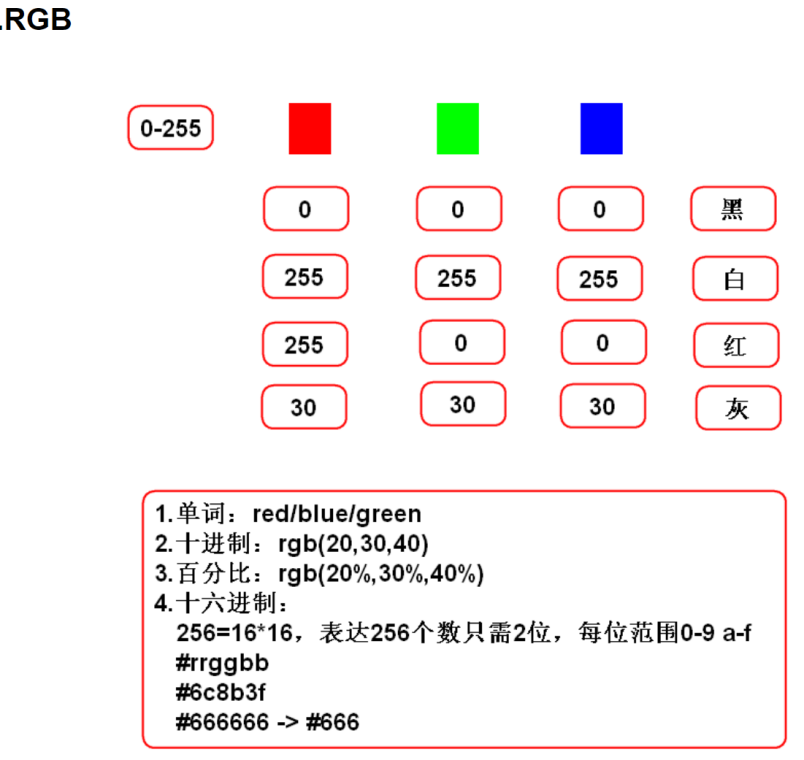 .RGB
0-255
0 0 0 黑
255 255 255 白
255 0 0 红
30 30 30 灰
1.单词：red/blue/green
2.十进制：rgb(20,30,40)
3.百分比：rgb(20%,30%,40%)
4.十六进制：
256=16*16，表达256个数只需2位，每位范围0-9 a-f
#rrggbb
#6c8b3f
#666666 -> #666